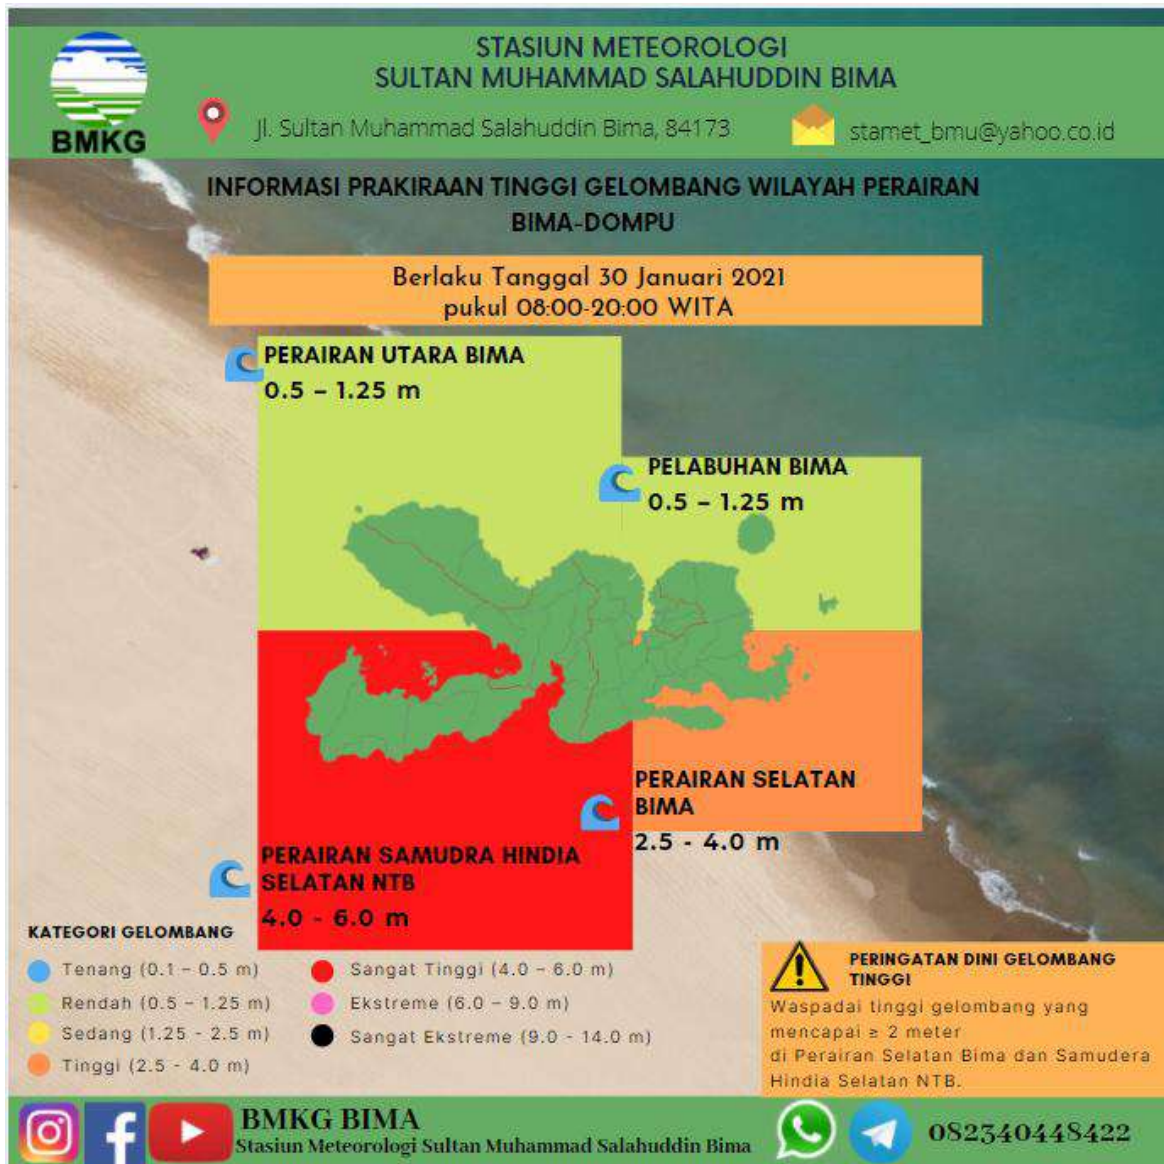 STASIUN METEOROLOGI
SULTAN MUHAMMAD SALAHUDDIN BIMA
BMKG
Jl. Sultan Muhammad Salahuddin Bima, 84173
stamet_bmu@yahoo.co.id
INFORMASI PRAKIRAAN TINGGI GELOMBANG WILAYAH PERAIRAN
BIMA-DOMPU
Berlaku Tanggal 30 Januari 2021
pukul 08:00-20:00 WITA
PERAIRAN UTARA BIMA
0.5 – 1.25 m
PELABUHAN BIMA
0.5 – 1.25 m
PERAIRAN SELATAN
BIMA
2.5 - 4.0 m
PERAIRAN SAMUDRA HINDIA
SELATAN NTB
4.0 - 6.0 m
KATEGORI GELOMBANG
Tenang (0.1 – 0.5 m)
Rendah (0.5 – 1.25 m)
Sedang (1.25 - 2.5 m)
Tinggi (2.5 - 4.0 m)
Sangat Tinggi (4.0 – 6.0 m)
Ekstreme (6.0 – 9.0 m)
Sangat Ekstreme (9.0 - 14.0 m)
PERINGATAN DINI GELOMBANG
TINGGI
Waspadai tinggi gelombang yang
mencapai ≥ 2 meter
di Perairan Selatan Bima dan Samudera
Hindia Selatan NTB.
BMKG BIMA
Stasiun Meteorologi Sultan Muhammad Salahuddin Bima
082340448422